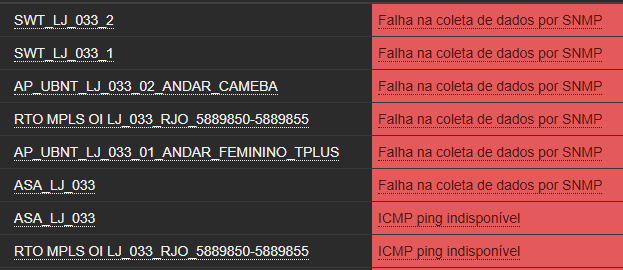 SWT_LJ_033_2 Falha na coleta de dados por SNMP
SWT_LJ_033_1 Falha na coleta de dados por SNMP
AP_UBNT_LJ_033_02_ANDAR_CAMEBA Falha na coleta de dados por SNMP
RTO MPLS OI LJ_033_RJO_5889850-5889855 Falha na coleta de dados por SNMP
AP_UBNT_LJ_033_01_ANDAR_FEMININO_TPLUS Falha na coleta de dados por SNMP
ASA_LJ_033 Falha na coleta de dados por SNMP
ASA_LJ_033 ICMP ping indisponível
RTO MPLS OI LJ_033_RJO_5889850-5889855 ICMP ping indisponível